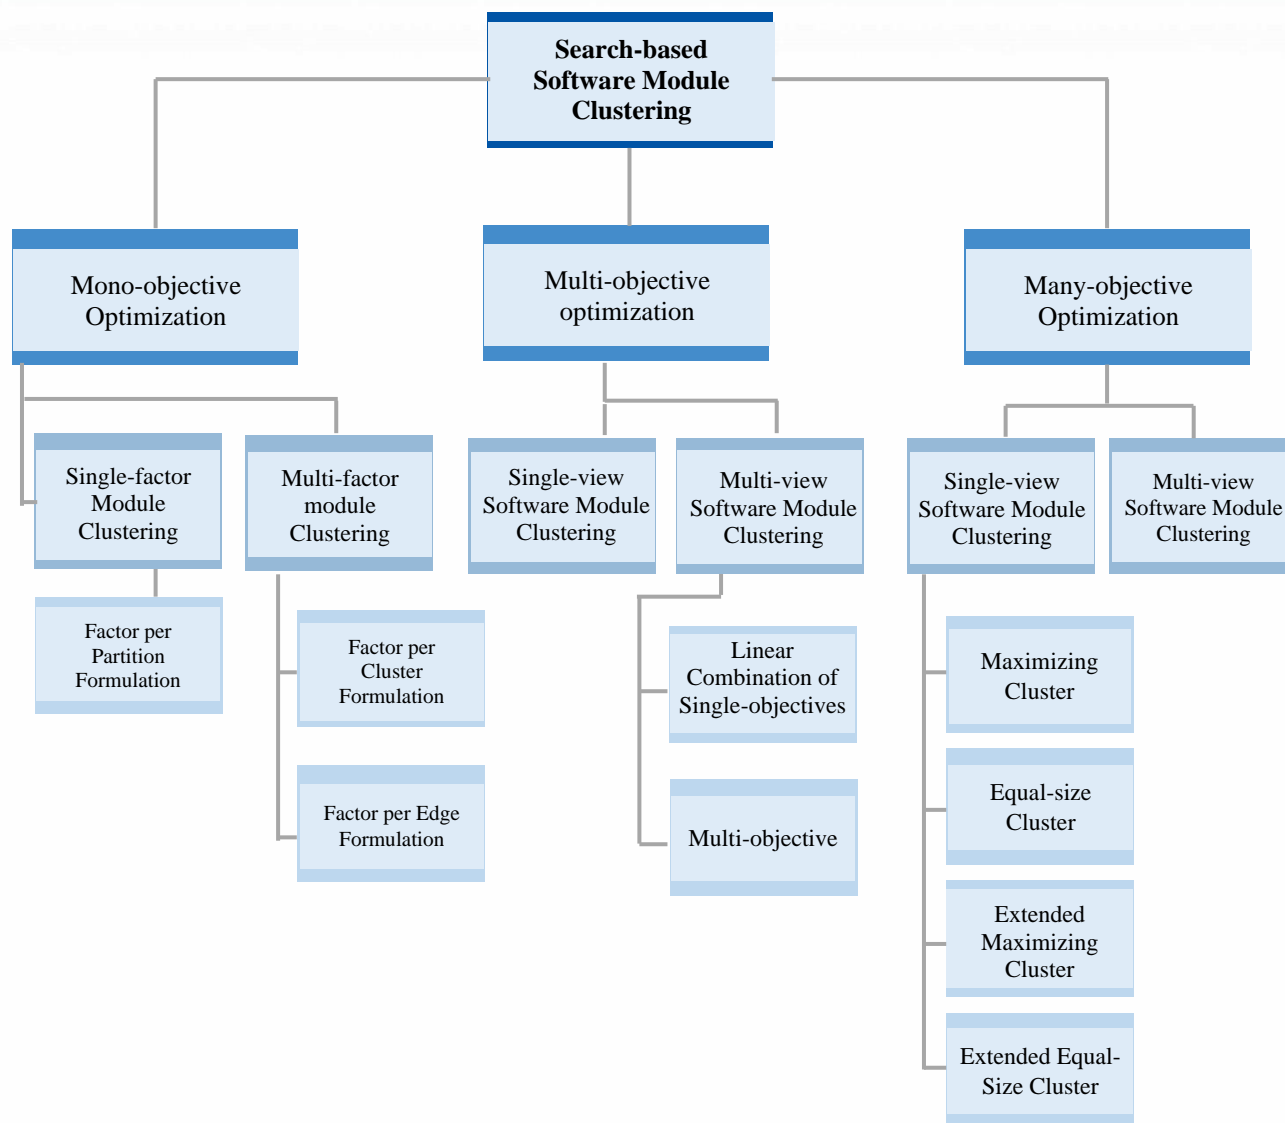 Search-based
Software Module
Clustering
Mono-objective
Optimization
Multi-objective
optimization
Many-objective
Optimization
Single-factor
Module
Clustering
Multi-factor
module
Clustering
Single-view
Software Module
Clustering
Multi-view
Software Module
Clustering
Single-view
Software Module
Clustering
Multi-view
Software Module
Clustering
Factor per
Partition
Formulation
Factor per
Cluster
Formulation
Factor per Edge
Formulation
Linear
Combination of
Single-objectives
Multi-objective
Maximizing
Cluster
Equal-size
Cluster
Extended
Maximizing
Cluster
Extended Equal-
Size Cluster